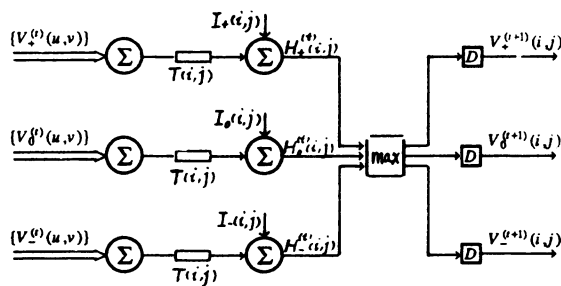 I₊(i,j)
{V₊⁽ᵗ⁾(u,v)} Σ T(i,j) Σ H₊⁽ᵗ⁾(i,j) D V₊⁽ᵗ⁺¹⁾(i,j)
I₀(i,j)
{V₀⁽ᵗ⁾(u,v)} Σ T(i,j) Σ H₀⁽ᵗ⁾(i,j) max D V₀⁽ᵗ⁺¹⁾(i,j)
I₋(i,j)
{V₋⁽ᵗ⁾(u,v)} Σ T(i,j) Σ H₋⁽ᵗ⁾(i,j) D V₋⁽ᵗ⁺¹⁾(i,j)